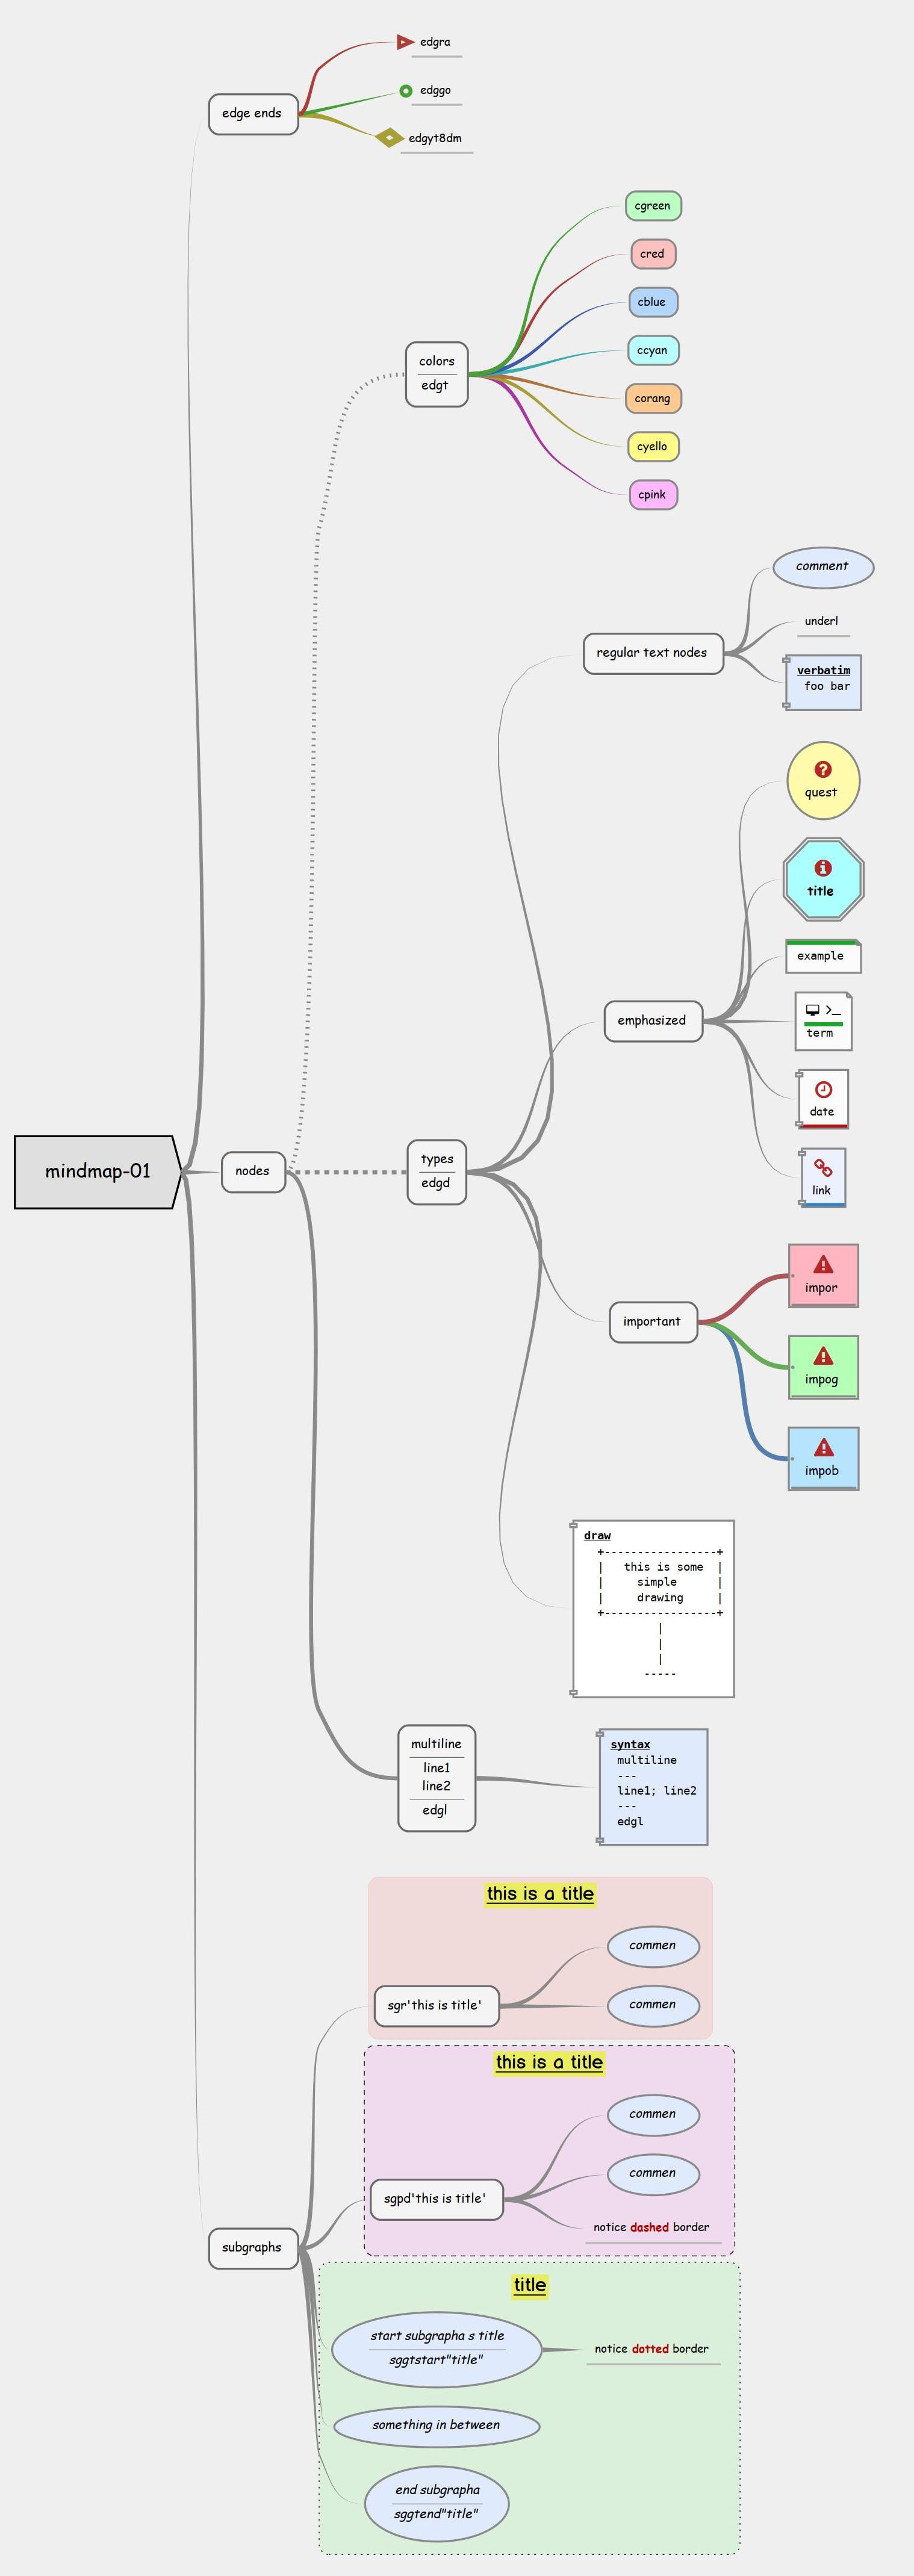 edgra
edggo
edge ends
edgyt8dm
cgreen
cred
cblue
ccyan
colors
edgt
corang
cyello
cpink
comment
underl
regular text nodes
verbatim
foo bar
quest
title
example
emphasized
>_
term
date
mindmap-01
nodes
types
edgd
link
impor
important
impog
impob
draw
+-----------------+
|   this is some  |
|     simple      |
|     drawing     |
+-----------------+
|
|
|
-----
multiline
line1
line2
edgl
syntax
multiline
---
line1; line2
---
edgl
this is a title
commen
sgr'this is title'
commen
this is a title
commen
commen
sgpd'this is title'
notice dashed border
subgraphs
title
start subgrapha s title
sggtstart"title"
notice dotted border
something in between
end subgrapha
sggtend"title"